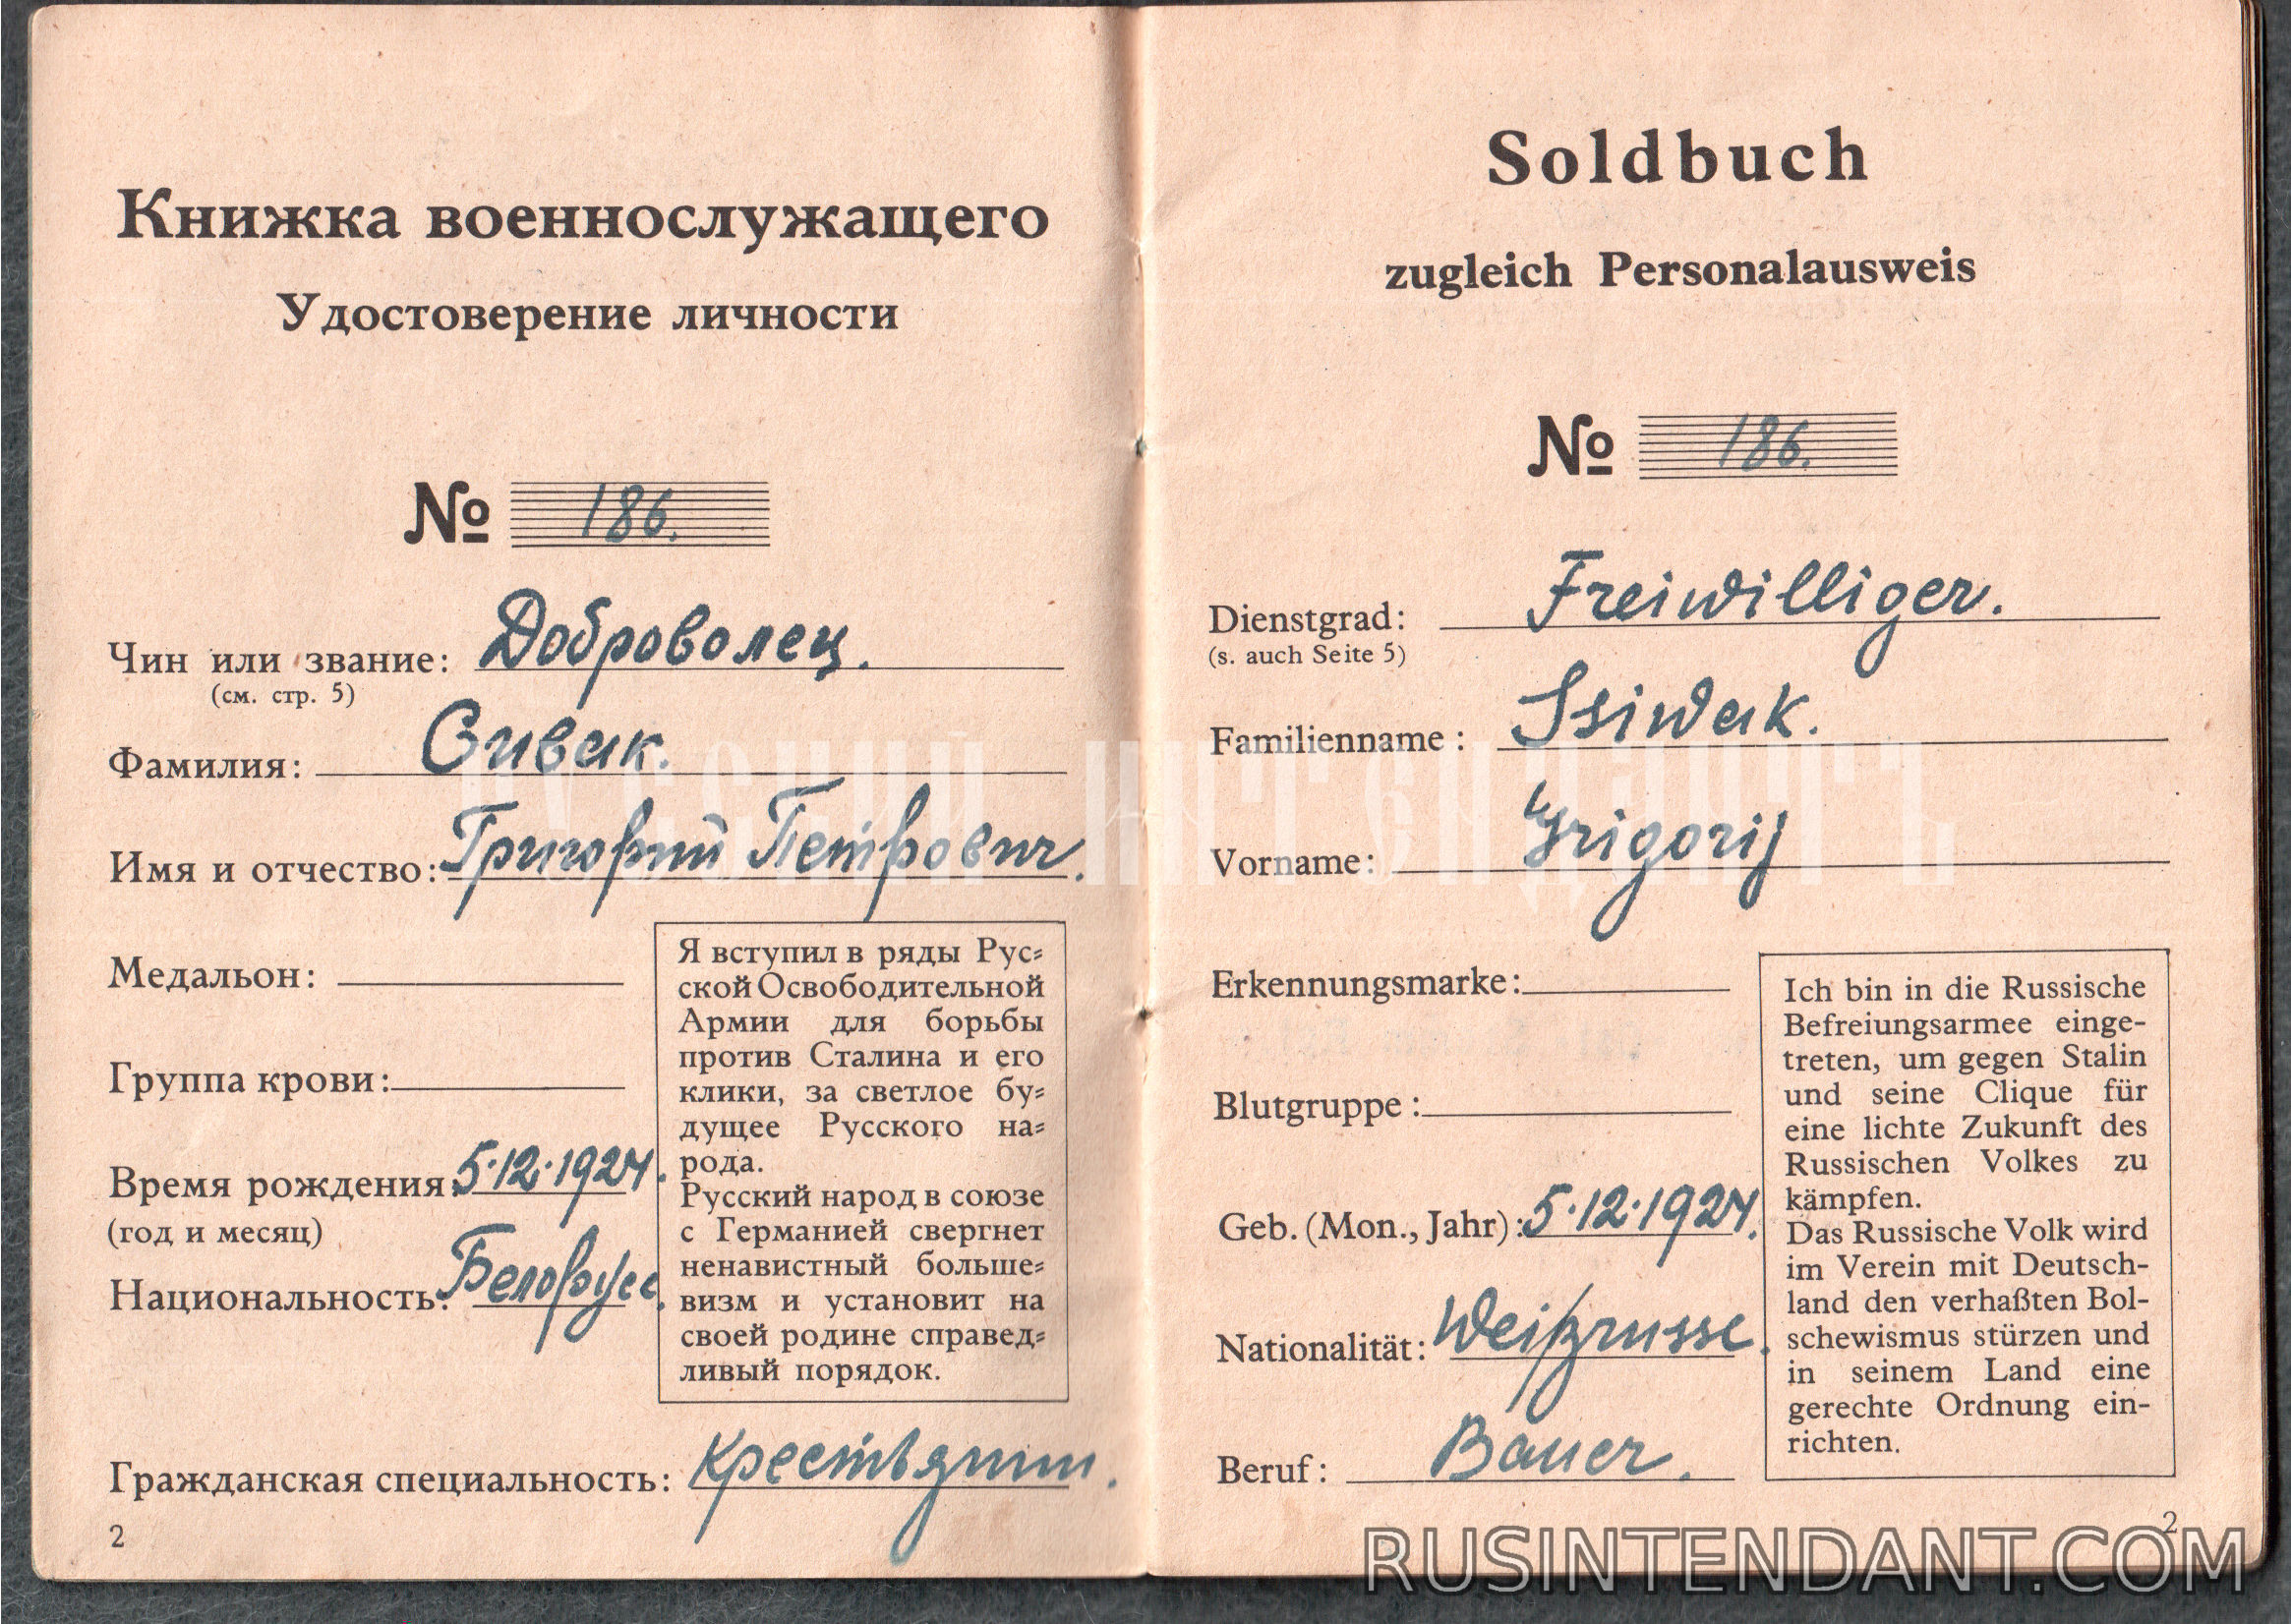 Книжка военнослужащего
Удостоверение личности
№ 186.
Чин или звание: Доброволец.
(см. стр. 5)
Фамилия: Сивак.
Имя и отчество: Григорий Петрович.
Медальон:
Группа крови:
Время рождения: 5.12.1924.
(год и месяц)
Национальность: Белорусс.
Я вступил в ряды Рус-
ской Освободительной
Армии для борьбы
против Сталина и его
клики, за светлое бу-
дущее Русского на-
рода.
Русский народ в союзе
с Германией свергнет
ненавистный больше-
визм и установит на
своей родине справед-
ливый порядок.
Гражданская специальность: Крестьянин.
2
Soldbuch
zugleich Personalausweis
№ 186.
Dienstgrad: Freiwilliger.
(s. auch Seite 5)
Familienname: Ssiwak.
Vorname: Grigorij
Erkennungsmarke:
Blutgruppe:
Geb. (Mon., Jahr): 5.12.1924.
Nationalität: Weißrusse.
Ich bin in die Russische
Befreiungsarmee einge-
treten, um gegen Stalin
und seine Clique für
eine lichte Zukunft des
Russischen Volkes zu
kämpfen.
Das Russische Volk wird
im Verein mit Deutsch-
land den verhaßten Bol-
schewismus stürzen und
in seinem Land eine
gerechte Ordnung ein-
richten.
Beruf: Bauer.
2
РУССКИЙ ИНТЕНДАНТЪ
RUSINTENDANT.COM